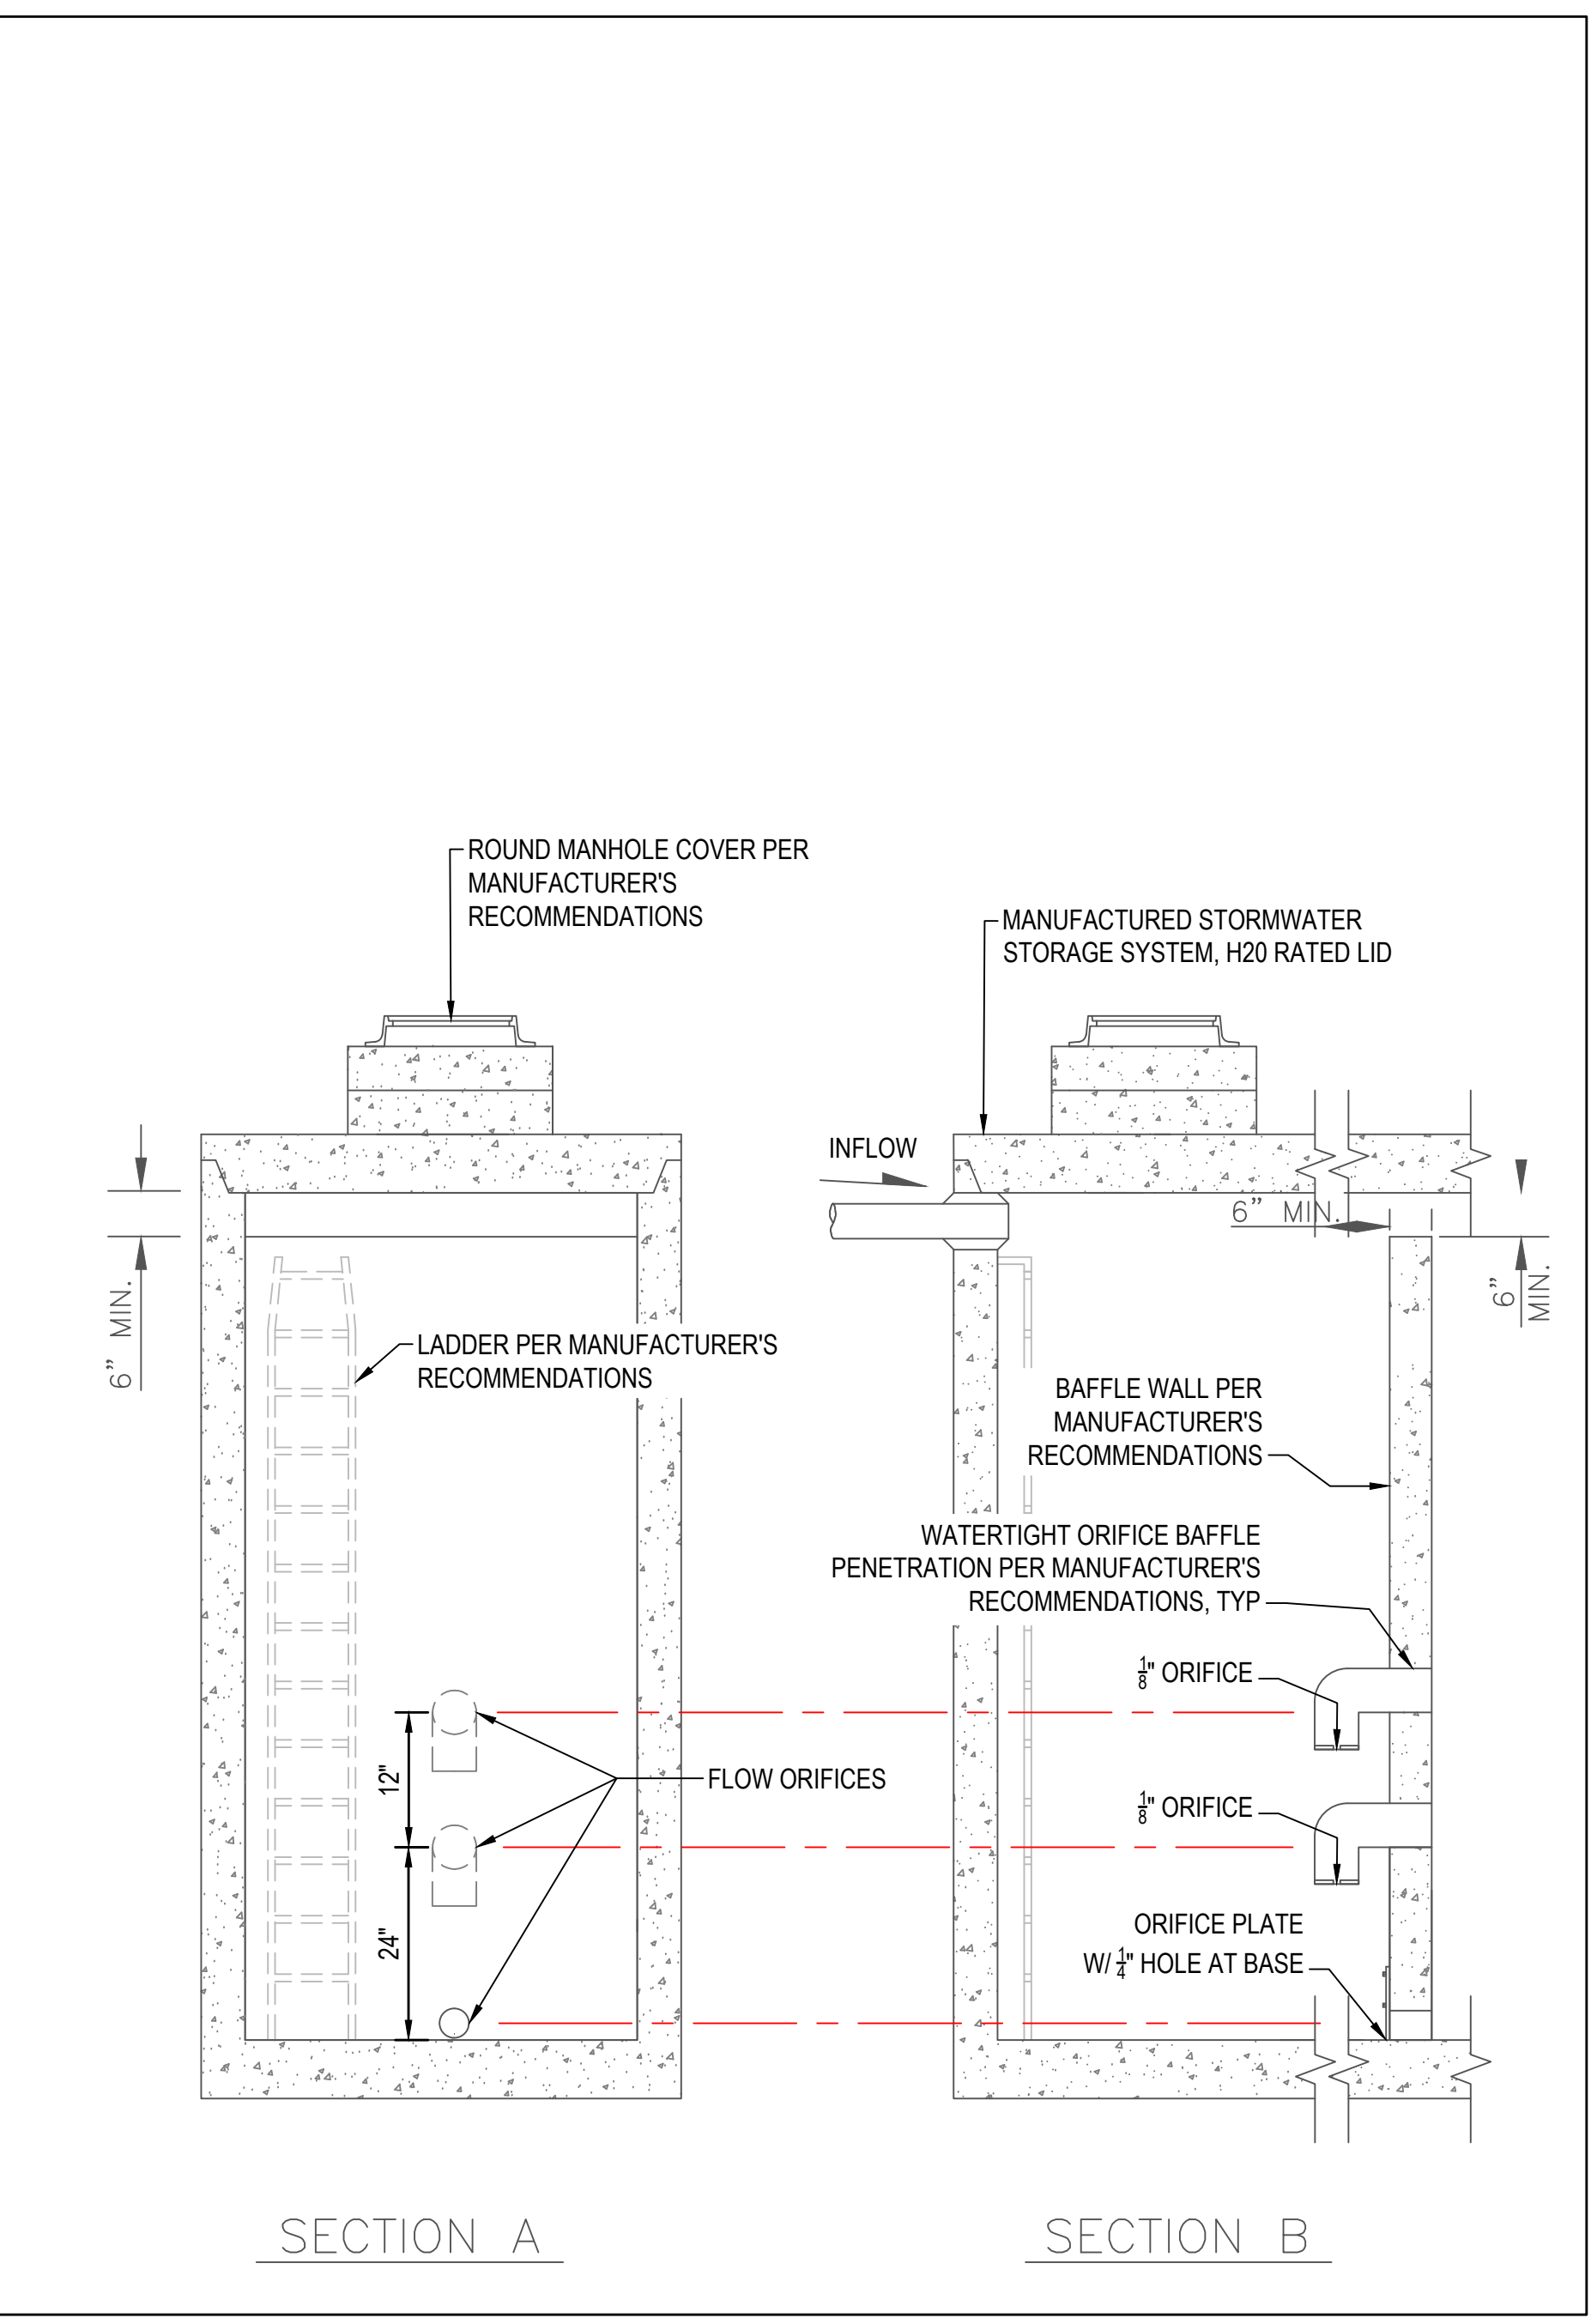 ROUND MANHOLE COVER PER
MANUFACTURER'S
RECOMMENDATIONS
MANUFACTURED STORMWATER
STORAGE SYSTEM, H20 RATED LID
INFLOW
6" MIN.
6" MIN.
6"
MIN.
LADDER PER MANUFACTURER'S
RECOMMENDATIONS
BAFFLE WALL PER
MANUFACTURER'S
RECOMMENDATIONS
WATERTIGHT ORIFICE BAFFLE
PENETRATION PER MANUFACTURER'S
RECOMMENDATIONS, TYP
1/8" ORIFICE
12"
FLOW ORIFICES
1/8" ORIFICE
24"
ORIFICE PLATE
W/ 1/4" HOLE AT BASE
SECTION A
SECTION B